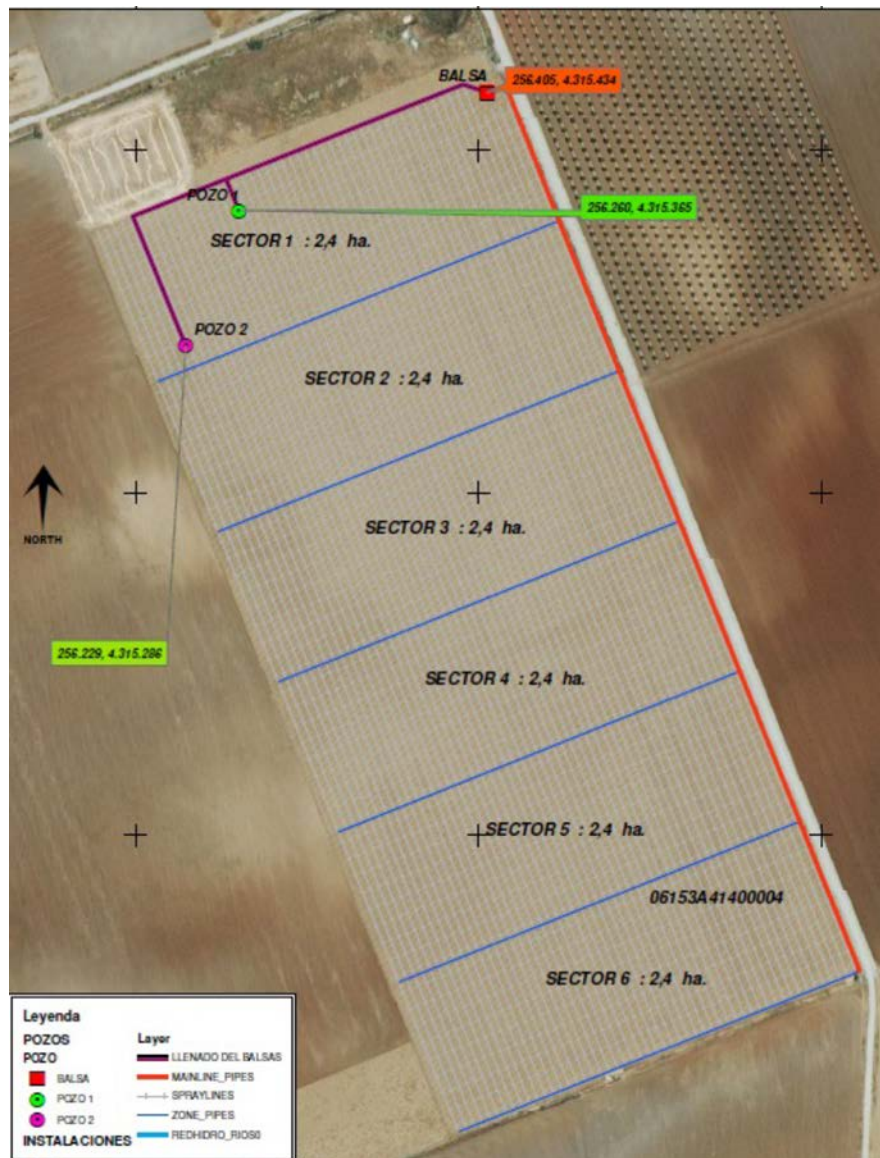 BALSA
256.405, 4.315.434
POZO 1
256.260, 4.315.365
SECTOR 1 : 2,4 ha.
POZO 2
SECTOR 2 : 2,4 ha.
SECTOR 3 : 2,4 ha.
NORTH
256.229, 4.315.286
SECTOR 4 : 2,4 ha.
SECTOR 5 : 2,4 ha.
06153A41400004
SECTOR 6 : 2,4 ha.
Leyenda
POZOS
POZO
BALSA
POZO 1
POZO 2
INSTALACIONES
Layer
LLENADO DEL BALSAS
MAINLINE_PIPES
SPRAYLINES
ZONE_PIPES
REDHIDRO_RIOS0